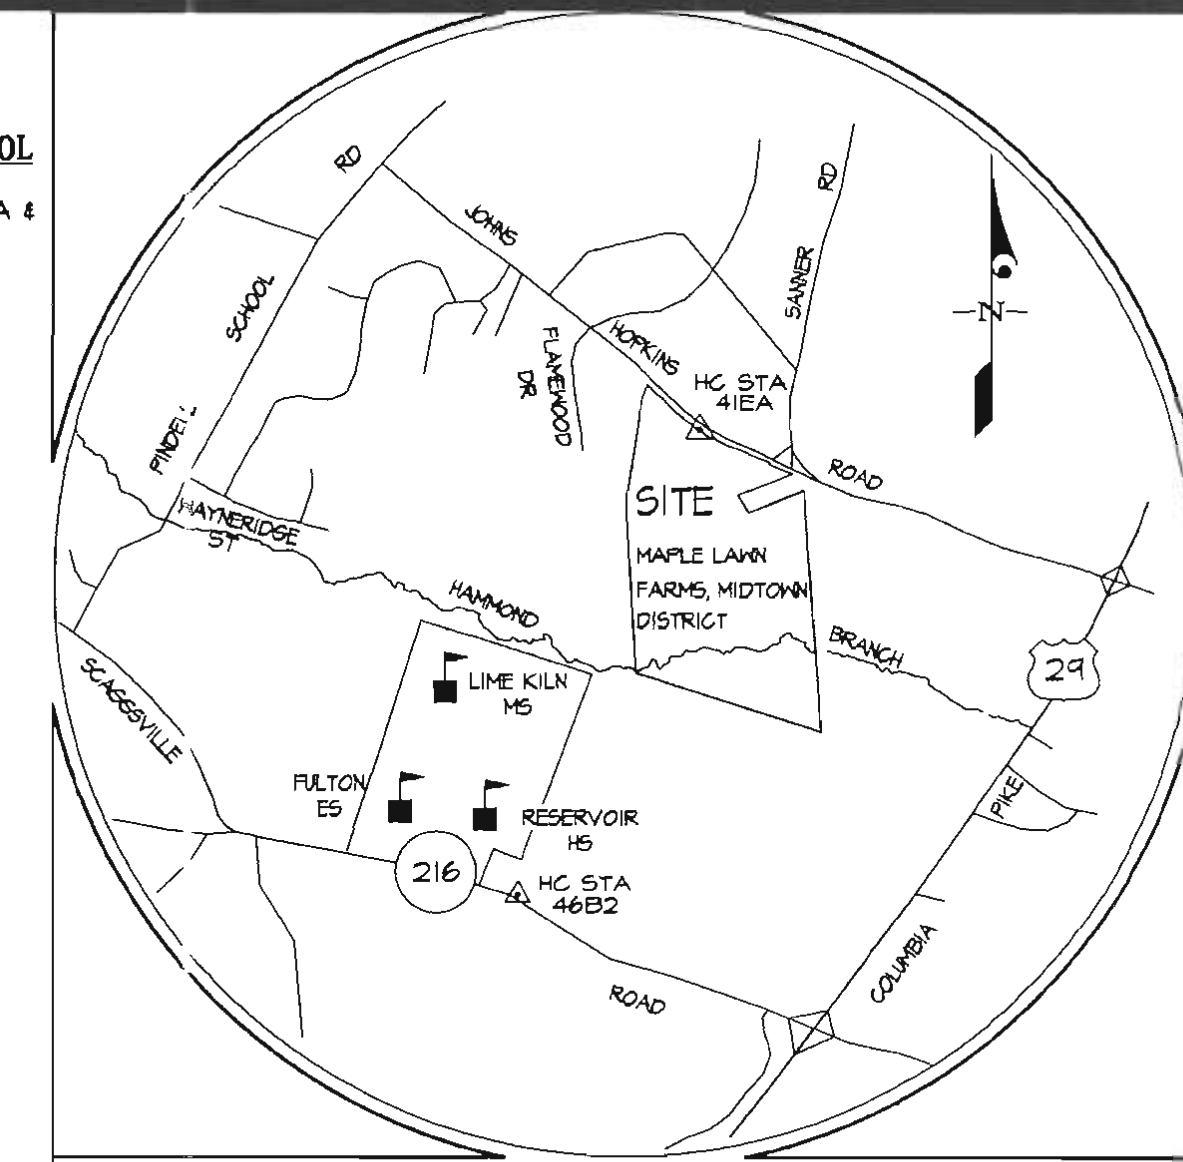 OL
A &
RD
JOHNS
RD
SCHOOL
SANNER
HOPKINS
FLAMEWOOD
DR
HC STA
41EA
N
ROAD
SITE
WAYNERIDGE
ST
MAPLE LAWN
FARMS, MIDTOWN
DISTRICT
HAMMOND
BRANCH
29
SCAGGSVILLE
LIME KILN
MS
FULTON
ES
RESERVOIR
HS
PIKE
216
HC STA
46B2
COLUMBIA
ROAD